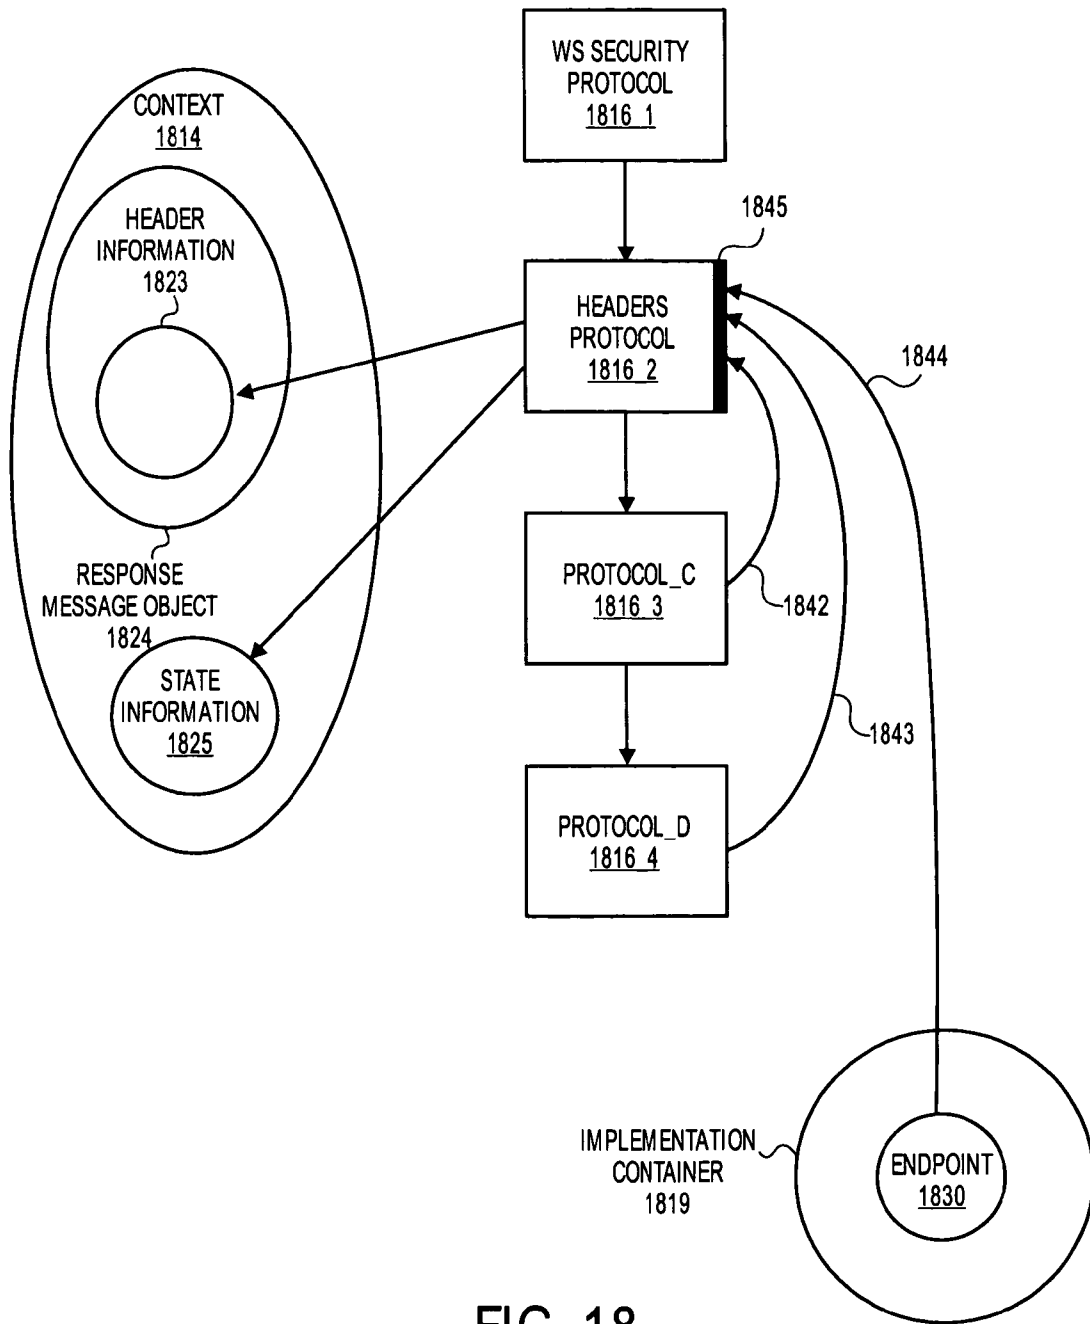 WS SECURITY
PROTOCOL
1816_1
CONTEXT
1814
HEADER
INFORMATION
1823
1845
HEADERS
PROTOCOL
1816_2
1844
RESPONSE
MESSAGE OBJECT
1824
PROTOCOL_C
1816_3
1842
STATE
INFORMATION
1825
1843
PROTOCOL_D
1816_4
IMPLEMENTATION
CONTAINER
1819
ENDPOINT
1830
FIG. 18